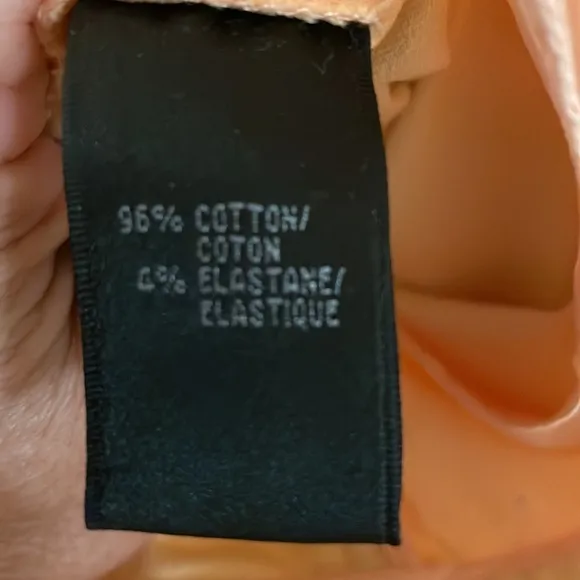 96% COTTON/
COTON
4% ELASTANE/
ELASTIQUE